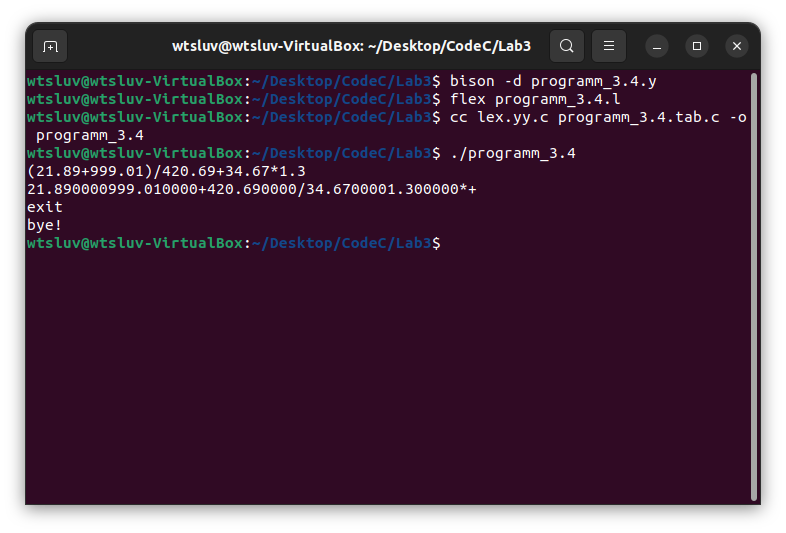 wtsluv@wtsluv-VirtualBox: ~/Desktop/CodeC/Lab3
wtsluv@wtsluv-VirtualBox:~/Desktop/CodeC/Lab3$ bison -d programm_3.4.y
wtsluv@wtsluv-VirtualBox:~/Desktop/CodeC/Lab3$ flex programm_3.4.l
wtsluv@wtsluv-VirtualBox:~/Desktop/CodeC/Lab3$ cc lex.yy.c programm_3.4.tab.c -o
programm_3.4
wtsluv@wtsluv-VirtualBox:~/Desktop/CodeC/Lab3$ ./programm_3.4
(21.89+999.01)/420.69+34.67*1.3
21.890000999.010000+420.690000/34.6700001.300000*+
exit
bye!
wtsluv@wtsluv-VirtualBox:~/Desktop/CodeC/Lab3$